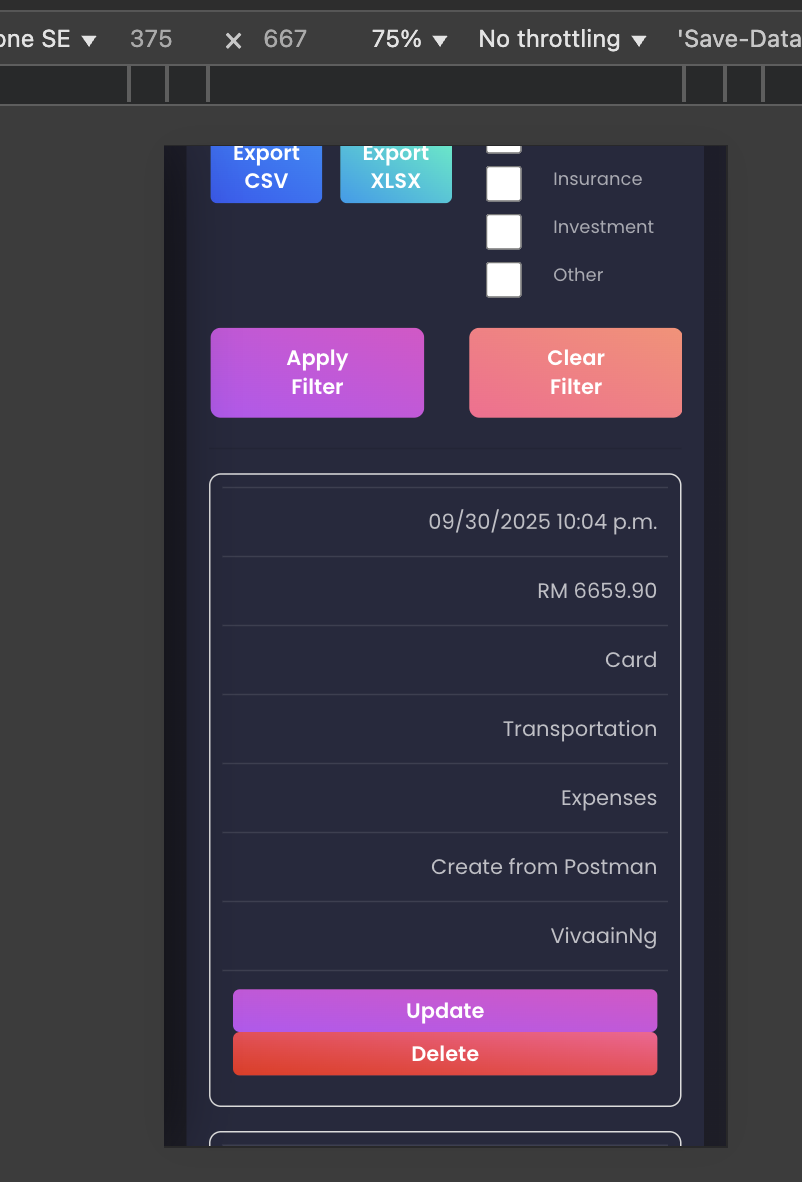 one SE ▼ 375 × 667 75% ▼ No throttling ▼ 'Save-Data
Export CSV
Export XLSX
Insurance
Investment
Other
Apply Filter
Clear Filter
09/30/2025 10:04 p.m.
RM 6659.90
Card
Transportation
Expenses
Create from Postman
VivaainNg
Update
Delete